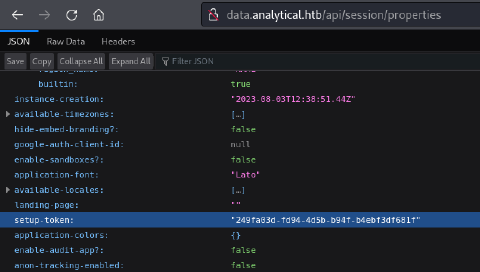 data.analytical.htb/api/session/properties
JSON Raw Data Headers
Save Copy Collapse All Expand All Filter JSON
builtin: true
instance-creation: "2023-08-03T12:38:51.44Z"
available-timezones: […]
hide-embed-branding?: false
google-auth-client-id: null
enable-sandboxes?: false
application-font: "Lato"
available-locales: […]
landing-page: ""
setup-token: "249fa03d-fd94-4d5b-b94f-b4ebf3df681f"
application-colors: {}
enable-audit-app?: false
anon-tracking-enabled: false